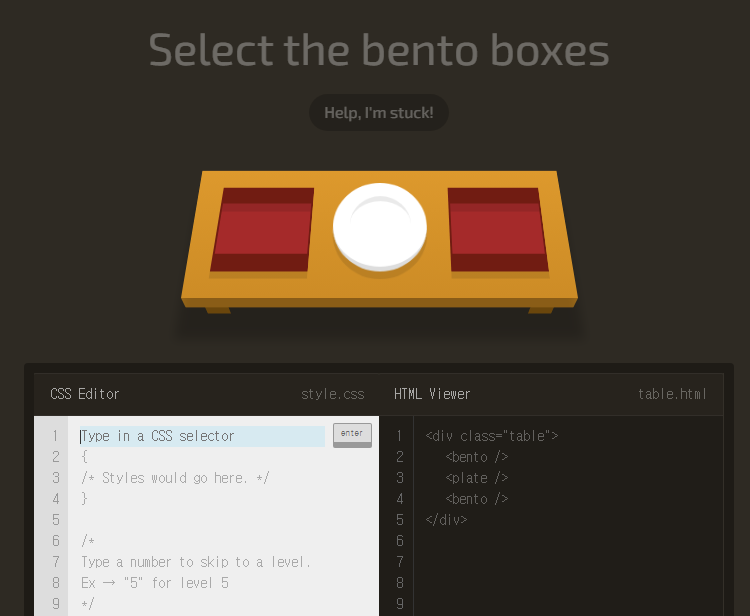 Select the bento boxes
Help, I'm stuck!
CSS Editor
style.css
1 Type in a CSS selector
enter
2 {
3 /* Styles would go here. */
4 }
5
6 /*
7 Type a number to skip to a level.
8 Ex → "5" for level 5
9 */
HTML Viewer
table.html
1 <div class="table">
2 <bento />
3 <plate />
4 <bento />
5 </div>
6
7
8
9